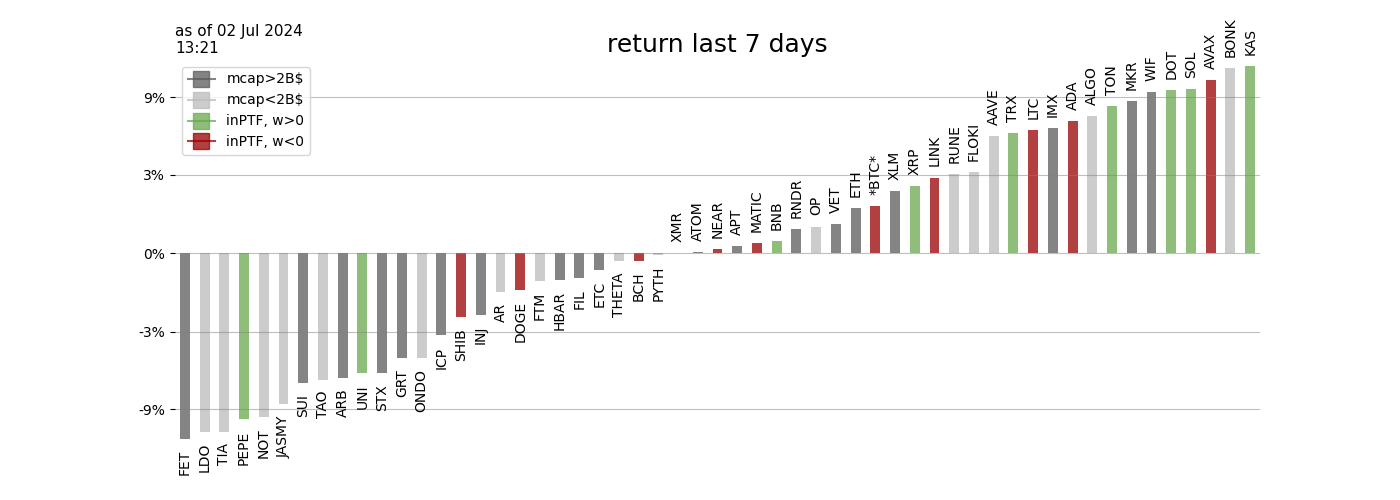 as of 02 Jul 2024
13:21
return last 7 days
mcap>2B$
mcap<2B$
inPTF, w>0
inPTF, w<0
9%
3%
0%
-3%
-9%
FET
LDO
TIA
PEPE
NOT
JASMY
SUI
TAO
ARB
UNI
STX
GRT
ONDO
ICP
SHIB
INJ
AR
DOGE
FTM
HBAR
FIL
ETC
THETA
BCH
PYTH
XMR
ATOM
NEAR
APT
MATIC
BNB
RNDR
OP
VET
ETH
*BTC*
XLM
XRP
LINK
RUNE
FLOKI
AAVE
TRX
LTC
IMX
ADA
ALGO
TON
MKR
WIF
DOT
SOL
AVAX
BONK
KAS